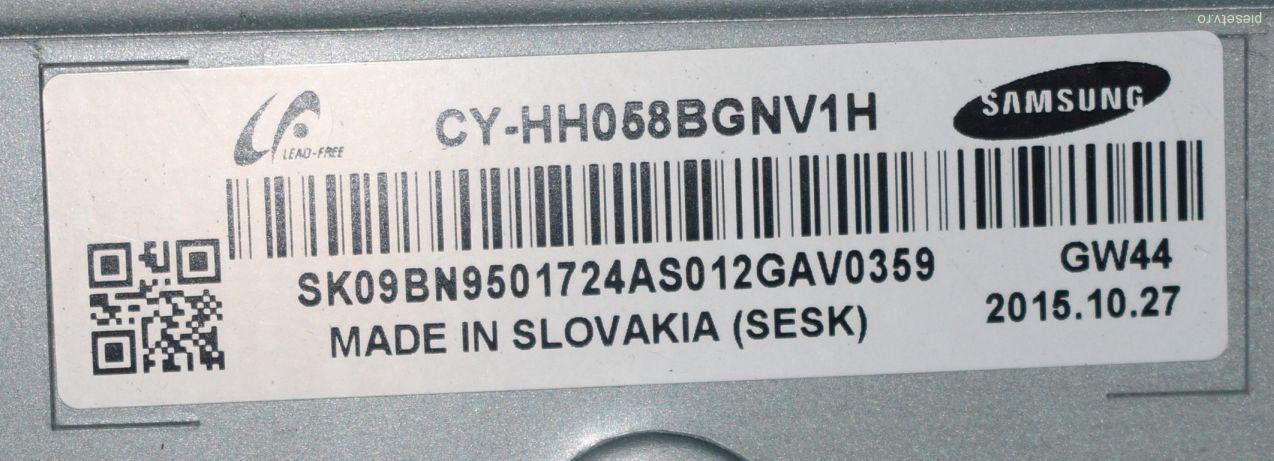 piesetv.ro
CY-HH058BGNV1H
SAMSUNG
LEAD-FREE
SK09BN9501724AS012GAV0359
GW44
MADE IN SLOVAKIA (SESK)
2015.10.27